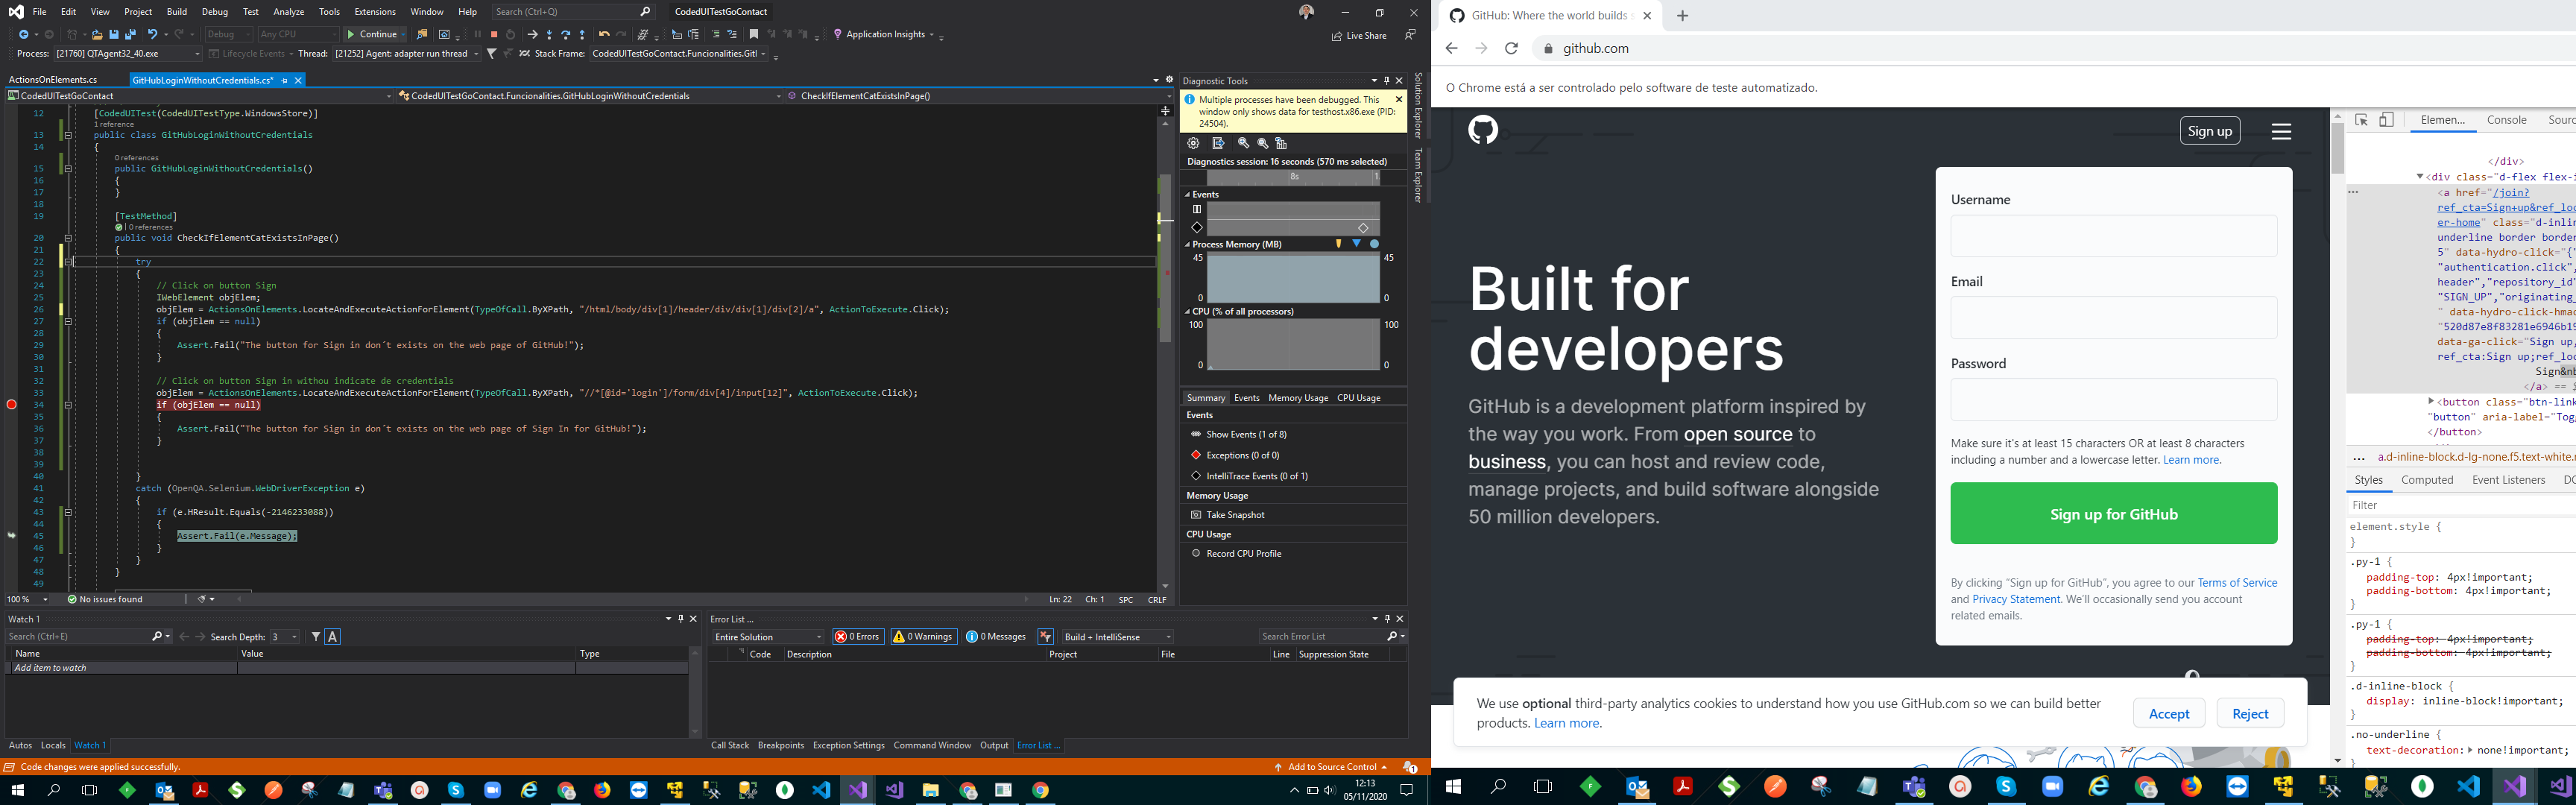 File Edit View Project Build Debug Test Analyze Tools Extensions Window Help Search (Ctrl+Q) CodedUITestGoContact
Debug Any CPU Continue Application Insights Live Share
Process: [21760] QTAgent32_40.exe Lifecycle Events Thread: [21252] Agent: adapter run thread Stack Frame: CodedUITestGoContact.Funcionalities.GitH
ActionsOnElements.cs GitHubLoginWithoutCredentials.cs*
CodedUITestGoContact CodedUITestGoContact.Funcionalities.GitHubLoginWithoutCredentials CheckIfElementCatExistsInPage()
12 [CodedUITest(CodedUITestType.WindowsStore)]
1 reference
13 public class GitHubLoginWithoutCredentials
14 {
0 references
15 public GitHubLoginWithoutCredentials()
16 {
17 }
18
19 [TestMethod]
| 0 references
20 public void CheckIfElementCatExistsInPage()
21 {
22 try
23 {
24 // Click on button Sign
25 IWebElement objElem;
26 objElem = ActionsOnElements.LocateAndExecuteActionForElement(TypeOfCall.ByXPath, "/html/body/div[1]/header/div/div[1]/div[2]/a", ActionToExecute.Click);
27 if (objElem == null)
28 {
29 Assert.Fail("The button for Sign in don´t exists on the web page of GitHub!");
30 }
31
32 // Click on button Sign in withou indicate de credentials
33 objElem = ActionsOnElements.LocateAndExecuteActionForElement(TypeOfCall.ByXPath, "//*[@id='login']/form/div[4]/input[12]", ActionToExecute.Click);
34 if (objElem == null)
35 {
36 Assert.Fail("The button for Sign in don´t exists on the web page of Sign In for GitHub!");
37 }
38
39
40 }
41 catch (OpenQA.Selenium.WebDriverException e)
42 {
43 if (e.HResult.Equals(-2146233088))
44 {
45 Assert.Fail(e.Message);
46 }
47 }
48 }
49
100 % No issues found Ln: 22 Ch: 1 SPC CRLF
Diagnostic Tools
Multiple processes have been debugged. This
window only shows data for testhost.x86.exe (PID:
24504).
Diagnostics session: 16 seconds (570 ms selected)
8s 1
Events
Process Memory (MB)
45 45
0 0
CPU (% of all processors)
100 100
0 0
Summary Events Memory Usage CPU Usage
Events
Show Events (1 of 8)
Exceptions (0 of 0)
IntelliTrace Events (0 of 1)
Memory Usage
Take Snapshot
CPU Usage
Record CPU Profile
Solution Explorer
Team Explorer
Watch 1
Search (Ctrl+E) Search Depth: 3 A
Name Value Type
Add item to watch
Autos Locals Watch 1
Error List ...
Entire Solution 0 Errors 0 Warnings 0 Messages Build + IntelliSense Search Error List
Code Description Project File Line Suppression State
Call Stack Breakpoints Exception Settings Command Window Output Error List ...
Code changes were applied successfully. Add to Source Control 1
12:13
05/11/2020
GitHub: Where the world builds s
github.com
O Chrome está a ser controlado pelo software de teste automatizado.
Sign up
Built for
developers
GitHub is a development platform inspired by
the way you work. From open source to
business, you can host and review code,
manage projects, and build software alongside
50 million developers.
Username
Email
Password
Make sure it's at least 15 characters OR at least 8 characters
including a number and a lowercase letter. Learn more.
Sign up for GitHub
By clicking "Sign up for GitHub", you agree to our Terms of Service
and Privacy Statement. We'll occasionally send you account
related emails.
We use optional third-party analytics cookies to understand how you use GitHub.com so we can build better
products. Learn more.
Accept Reject
Elemen... Console Sourc
</div>
<div class="d-flex flex-i
<a href="/join?
ref_cta=Sign+up&ref_loc
er-home" class="d-inlin
underline border border
5" data-hydro-click="{"
"authentication.click",
header","repository_id"
"SIGN_UP","originating_
" data-hydro-click-hmac
"520d87e8f83281e6946b19
data-ga-click="Sign up,
ref_cta:Sign up;ref_loc
Sign&nb
</a> == 
<button class="btn-link
"button" aria-label="Togg
</button>
... a.d-inline-block.d-lg-none.f5.text-white.n
Styles Computed Event Listeners DO
Filter
element.style {
}
.py-1 {
padding-top: 4px!important;
padding-bottom: 4px!important;
}
.py-1 {
padding-top: 4px!important;
padding-bottom: 4px!important;
}
.d-inline-block {
display: inline-block!important;
}
.no-underline {
text-decoration: none!important;
}